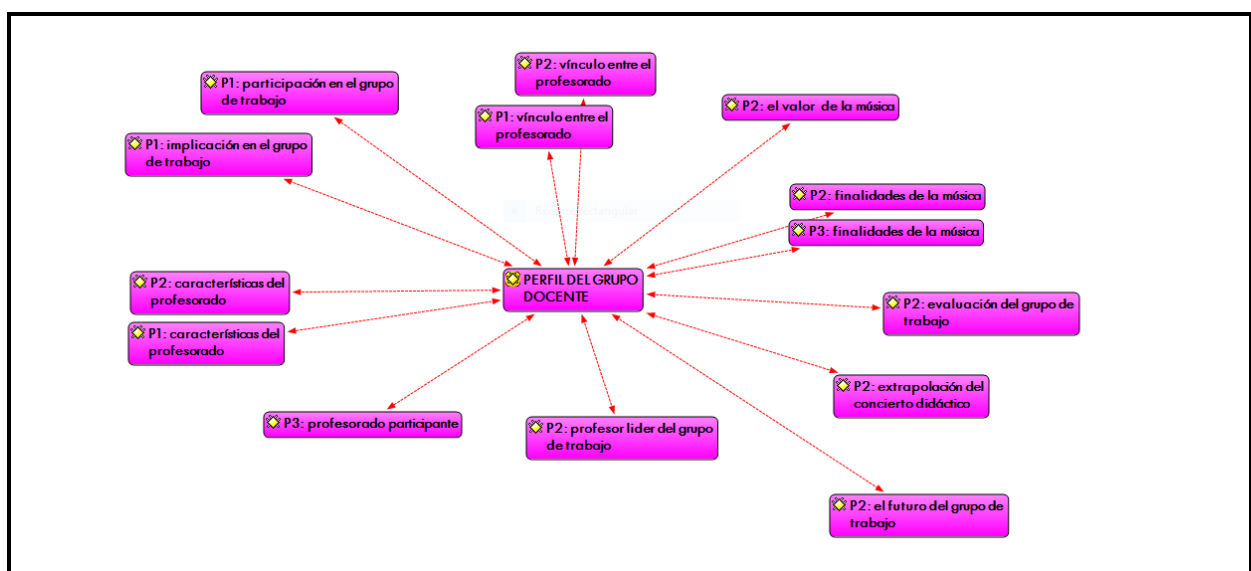 P2: vínculo entre el
profesorado
P1: participación en el grupo
de trabajo
P2: el valor de la música
P1: vínculo entre el
profesorado
P1: implicación en el grupo
de trabajo
P2: finalidades de la música
P3: finalidades de la música
PERFIL DEL GRUPO
DOCENTE
P2: características del
profesorado
P2: evaluación del grupo de
trabajo
P1: características del
profesorado
P2: extrapolación del
concierto didáctico
P3: profesorado participante
P2: profesor lider del grupo
de trabajo
P2: el futuro del grupo de
trabajo